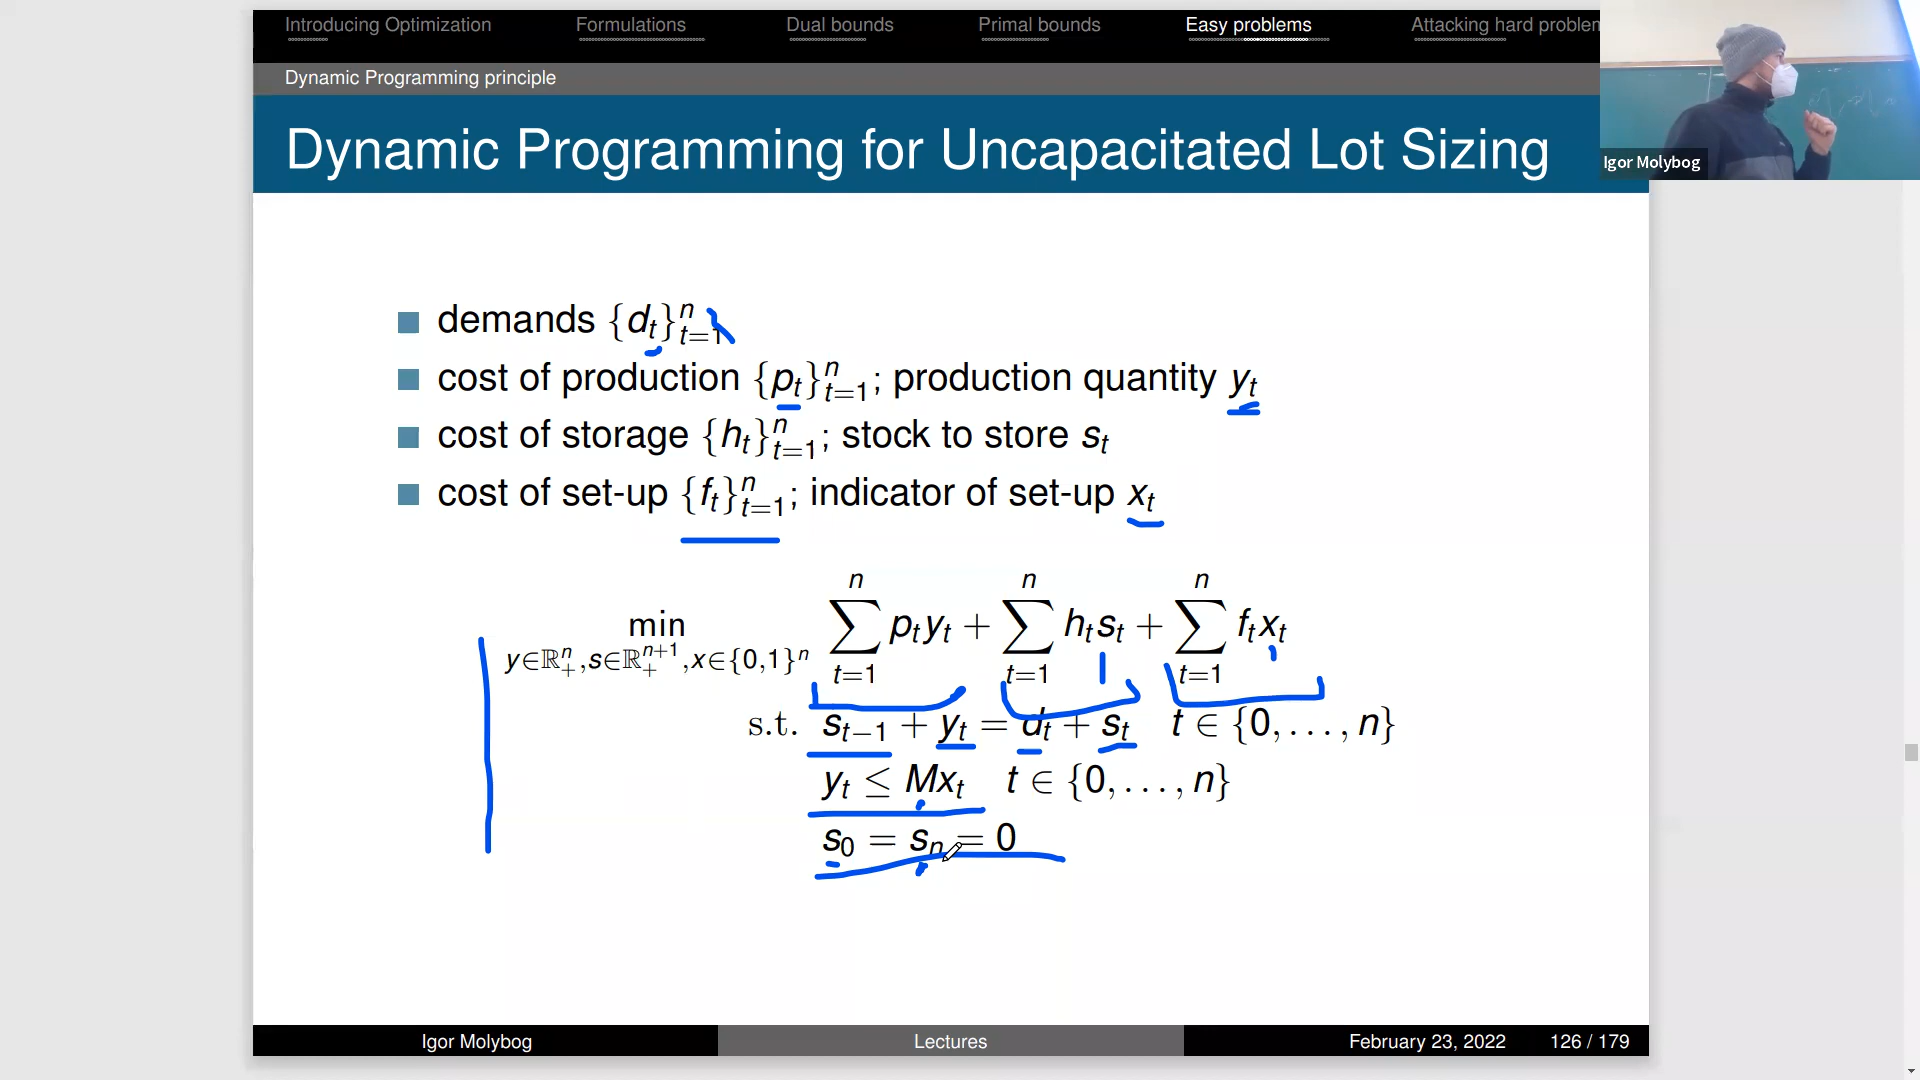 Introducing Optimization Formulations Dual bounds Primal bounds Easy problems Attacking hard problen
Dynamic Programming principle
Dynamic Programming for Uncapacitated Lot Sizing
Igor Molybog
demands {d_t}_{t=1}^n
cost of production {p_t}_{t=1}^n; production quantity y_t
cost of storage {h_t}_{t=1}^n; stock to store s_t
cost of set-up {f_t}_{t=1}^n; indicator of set-up x_t
min_{y∈ℝ_+^n, s∈ℝ_+^{n+1}, x∈{0,1}^n} ∑_{t=1}^n p_t y_t + ∑_{t=1}^n h_t s_t + ∑_{t=1}^n f_t x_t
s.t. s_{t−1} + y_t = d_t + s_t t ∈ {0, . . . , n}
y_t ≤ Mx_t t ∈ {0, . . . , n}
s_0 = s_n = 0
Igor Molybog Lectures February 23, 2022 126 / 179